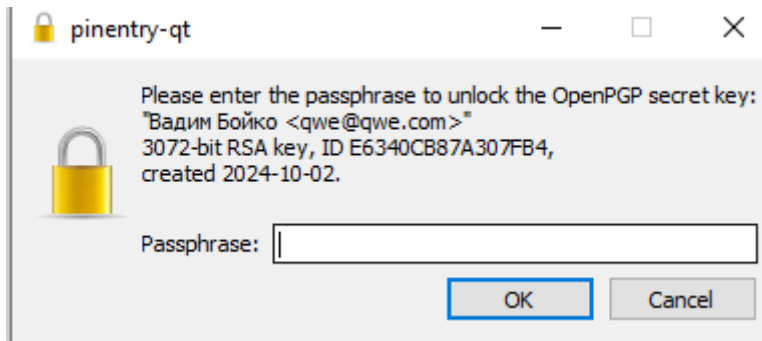 pinentry-qt
Please enter the passphrase to unlock the OpenPGP secret key:
"Вадим Бойко <qwe@qwe.com>"
3072-bit RSA key, ID E6340CB87A307FB4,
created 2024-10-02.
Passphrase:
OK
Cancel